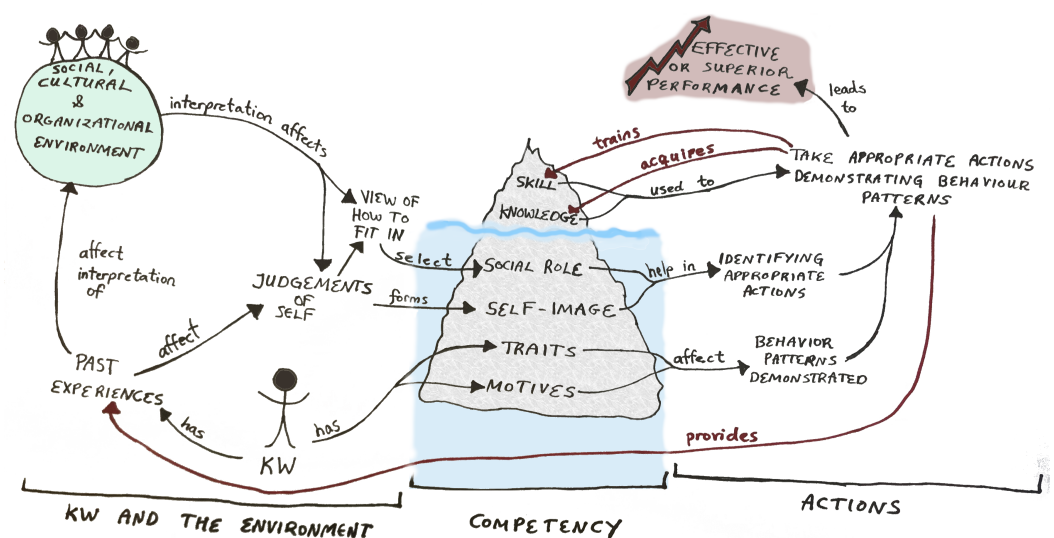 SOCIAL,
CULTURAL
&
ORGANIZATIONAL
ENVIRONMENT
interpretation affects
VIEW OF
HOW TO
FIT IN
JUDGEMENTS
OF
SELF
affect
interpretation
of
affect
PAST
EXPERIENCES
has
KW
has
select
forms
SKILL
KNOWLEDGE
SOCIAL ROLE
SELF-IMAGE
TRAITS
MOTIVES
trains
acquires
used to
help in
affect
EFFECTIVE
OR SUPERIOR
PERFORMANCE
leads
to
TAKE APPROPRIATE ACTIONS
DEMONSTRATING BEHAVIOUR
PATTERNS
IDENTIFYING
APPROPRIATE
ACTIONS
BEHAVIOR
PATTERNS
DEMONSTRATED
provides
KW AND THE ENVIRONMENT
COMPETENCY
ACTIONS